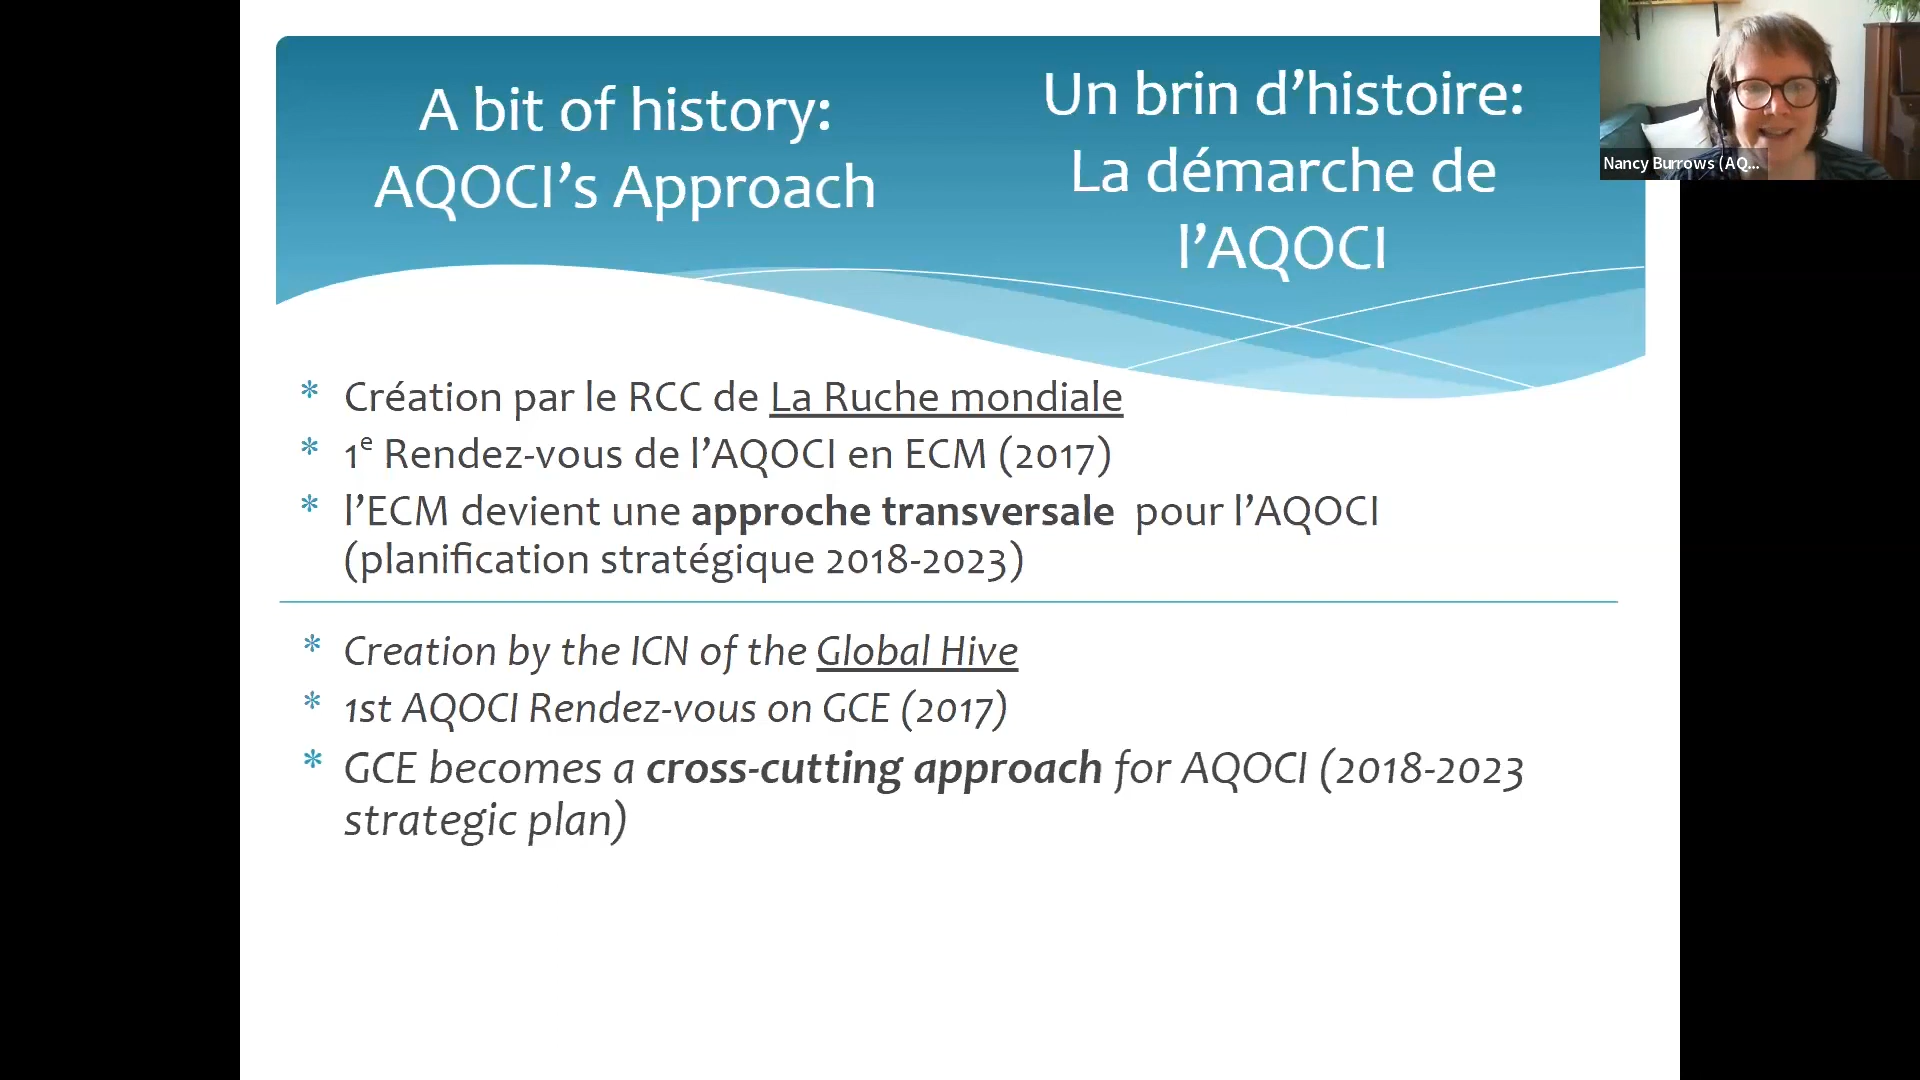 A bit of history:
AQOCI’s Approach
Un brin d’histoire:
La démarche de
l’AQOCI
Nancy Burrows (AQ...
* Création par le RCC de La Ruche mondiale
* 1e Rendez-vous de l’AQOCI en ECM (2017)
* l’ECM devient une approche transversale pour l’AQOCI
(planification stratégique 2018-2023)
* Creation by the ICN of the Global Hive
* 1st AQOCI Rendez-vous on GCE (2017)
* GCE becomes a cross-cutting approach for AQOCI (2018-2023
strategic plan)